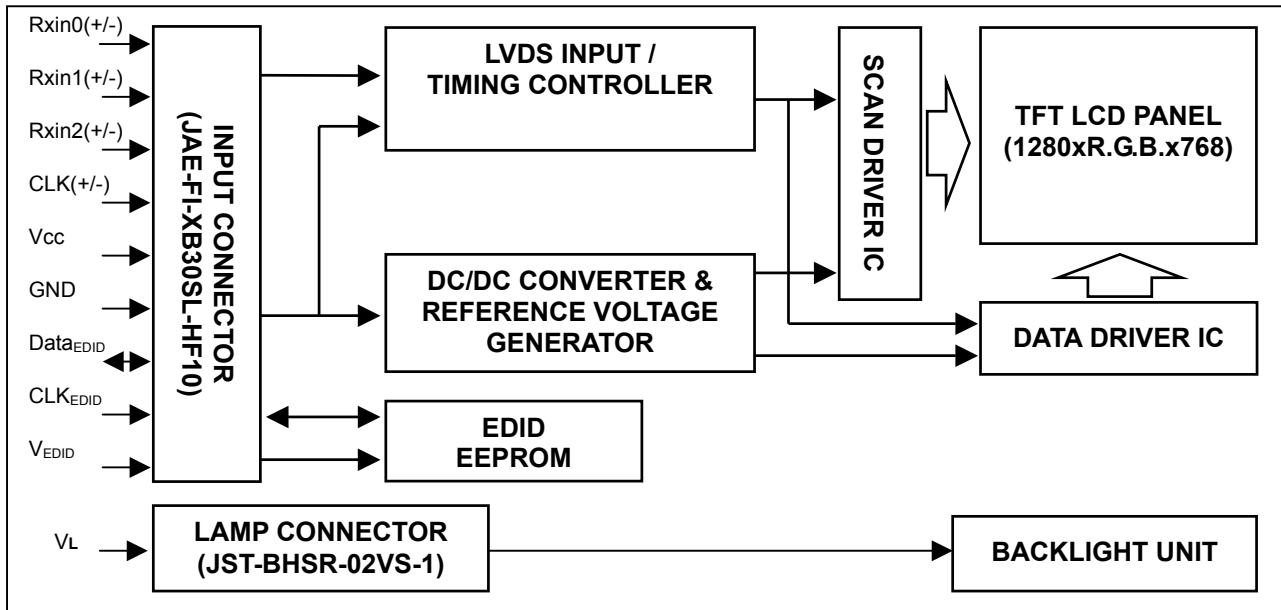 Rxin0(+/-)
Rxin1(+/-)
Rxin2(+/-)
CLK(+/-)
Vcc
GND
DataEDID
CLKEDID
VEDID
VL
INPUT CONNECTOR
(JAE-FI-XB30SL-HF10)
LVDS INPUT /
TIMING CONTROLLER
DC/DC CONVERTER &
REFERENCE VOLTAGE
GENERATOR
EDID
EEPROM
SCAN DRIVER IC
TFT LCD PANEL
(1280xR.G.B.x768)
DATA DRIVER IC
LAMP CONNECTOR
(JST-BHSR-02VS-1)
BACKLIGHT UNIT